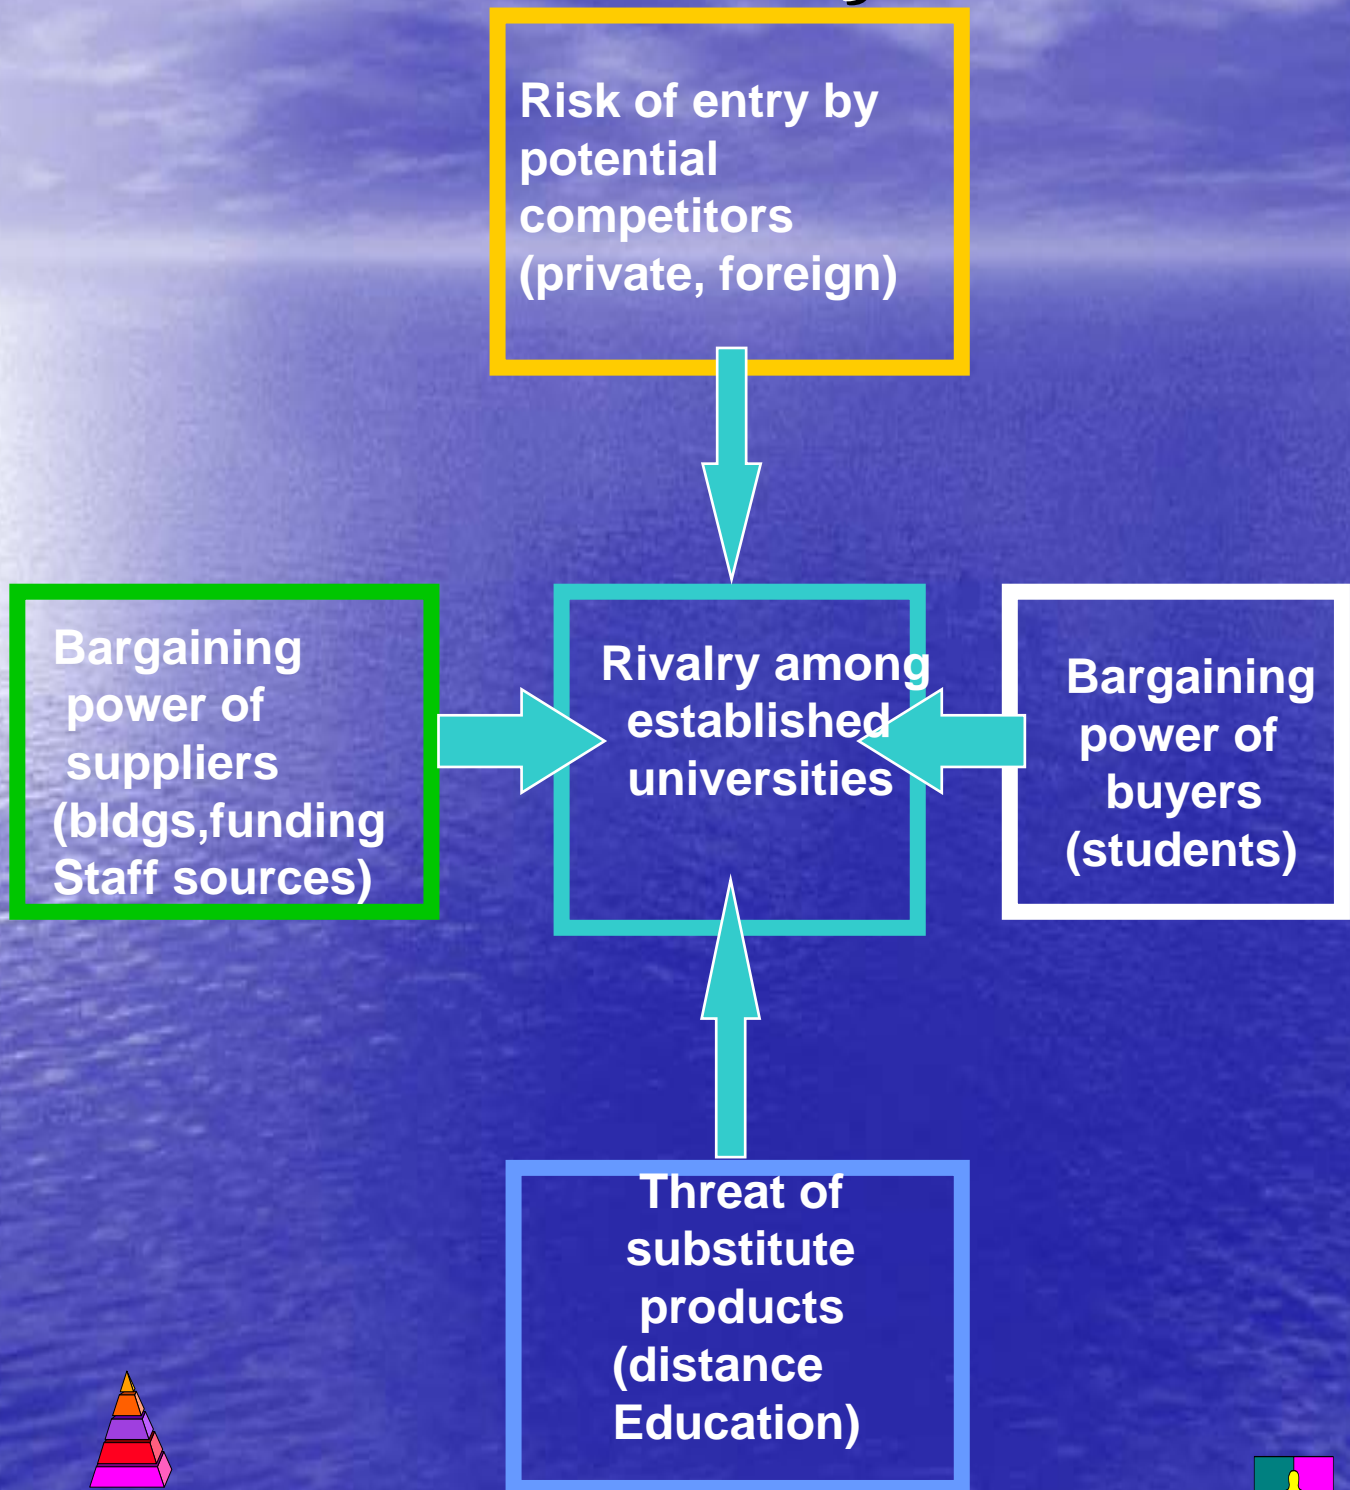 Risk of entry by
potential
competitors
(private, foreign)
Bargaining
power of
suppliers
(bldgs,funding
Staff sources)
Rivalry among
established
universities
Bargaining
power of
buyers
(students)
Threat of
substitute
products
(distance
Education)